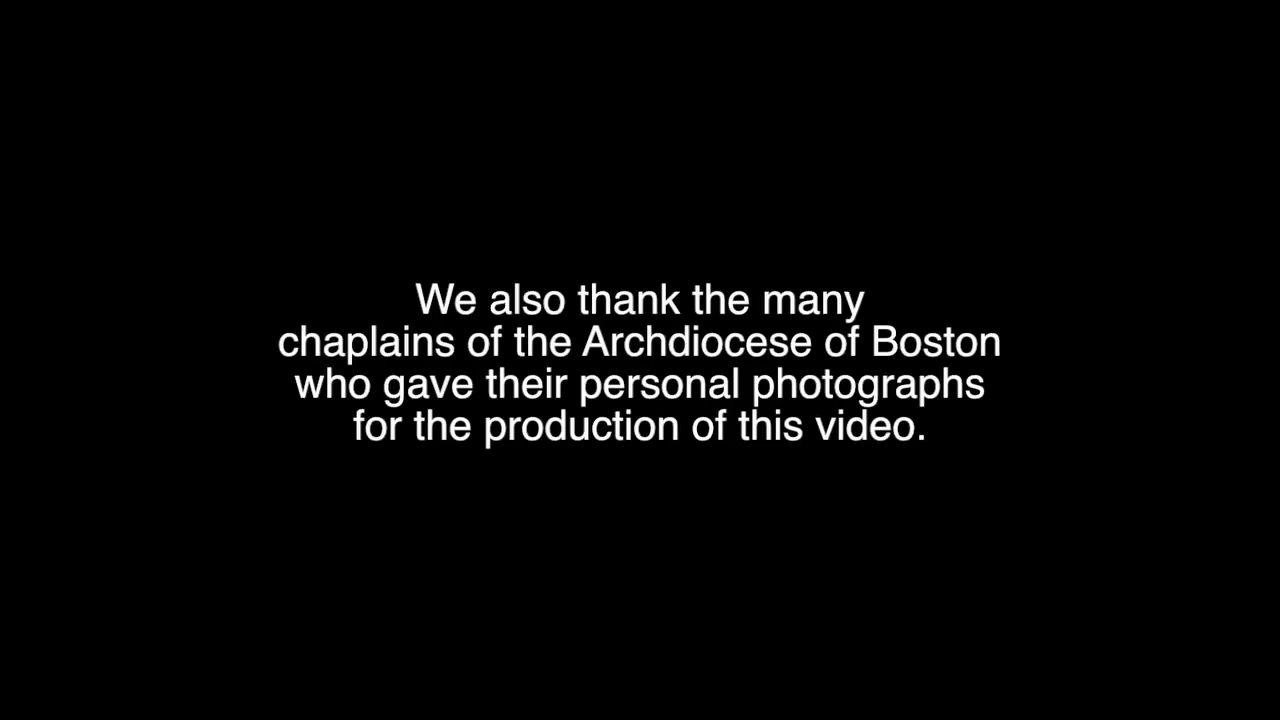 We also thank the many
chaplains of the Archdiocese of Boston
who gave their personal photographs
for the production of this video.